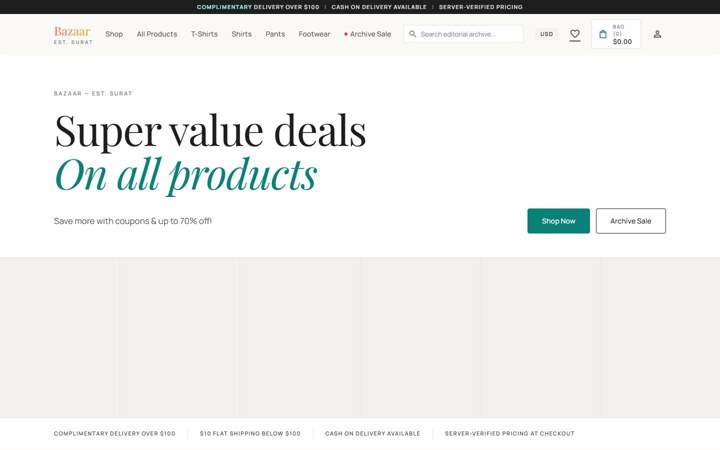 COMPLIMENTARY DELIVERY OVER $100 | CASH ON DELIVERY AVAILABLE | SERVER-VERIFIED PRICING
Bazaar
EST. SURAT
Shop
All Products
T-Shirts
Shirts
Pants
Footwear
Archive Sale
Search editorial archive...
USD
BAG
(0)
$0.00
BAZAAR — EST. SURAT
Super value deals
On all products
Save more with coupons & up to 70% off!
Shop Now
Archive Sale
COMPLIMENTARY DELIVERY OVER $100
$10 FLAT SHIPPING BELOW $100
CASH ON DELIVERY AVAILABLE
SERVER-VERIFIED PRICING AT CHECKOUT